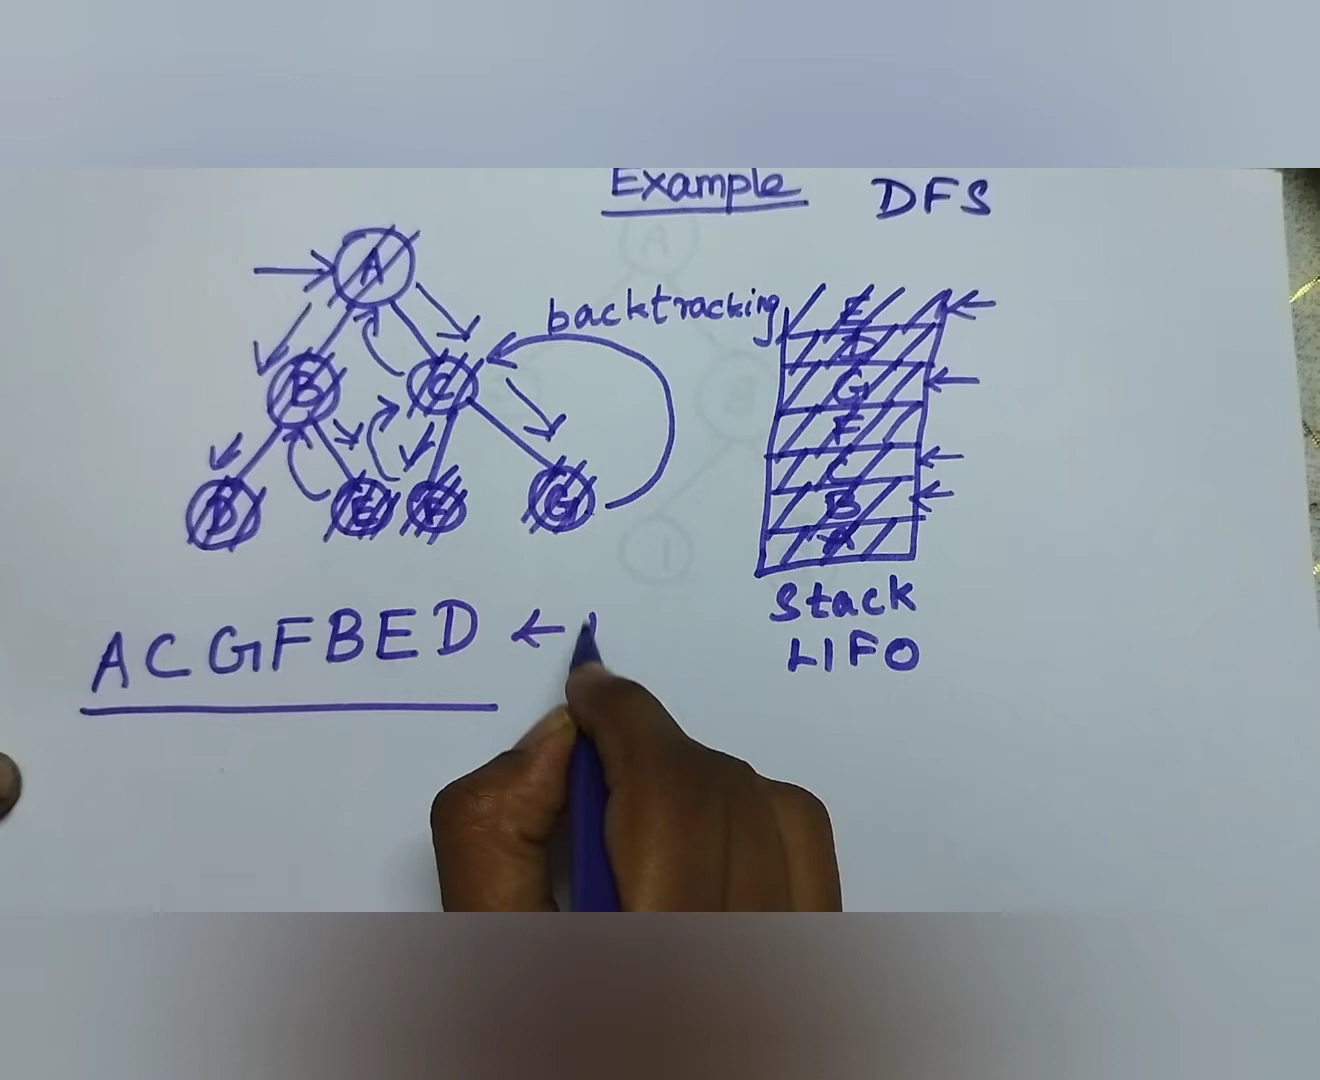 Example DFS
A
backtracking
B C
D E F G
E
D
G
F
C
B
A
Stack
LIFO
ACGFBED ←